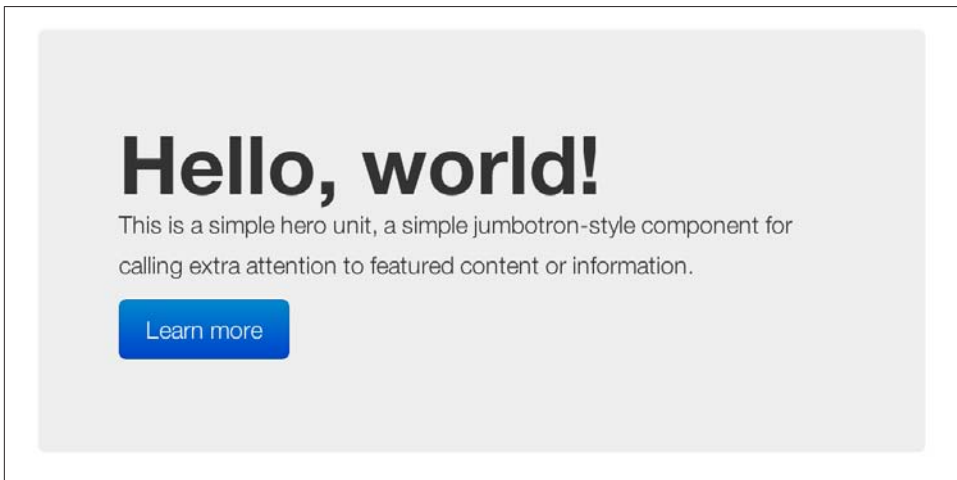 Hello, world!
This is a simple hero unit, a simple jumbotron-style component for
calling extra attention to featured content or information.
Learn more